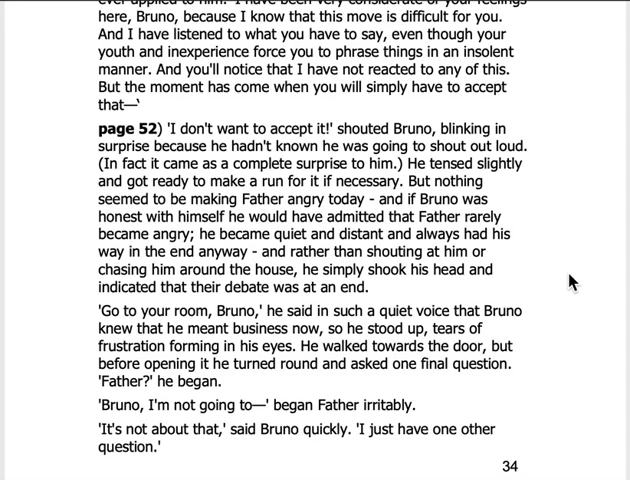 ever applied to him.' I have been very considerate of your feelings
here, Bruno, because I know that this move is difficult for you.
And I have listened to what you have to say, even though your
youth and inexperience force you to phrase things in an insolent
manner. And you'll notice that I have not reacted to any of this.
But the moment has come when you will simply have to accept
that—‵
page 52) 'I don't want to accept it!' shouted Bruno, blinking in
surprise because he hadn't known he was going to shout out loud.
(In fact it came as a complete surprise to him.) He tensed slightly
and got ready to make a run for it if necessary. But nothing
seemed to be making Father angry today - and if Bruno was
honest with himself he would have admitted that Father rarely
became angry; he became quiet and distant and always had his
way in the end anyway - and rather than shouting at him or
chasing him around the house, he simply shook his head and
indicated that their debate was at an end.
'Go to your room, Bruno,' he said in such a quiet voice that Bruno
knew that he meant business now, so he stood up, tears of
frustration forming in his eyes. He walked towards the door, but
before opening it he turned round and asked one final question.
'Father?' he began.
'Bruno, I'm not going to—' began Father irritably.
'It's not about that,' said Bruno quickly. 'I just have one other
question.'
34